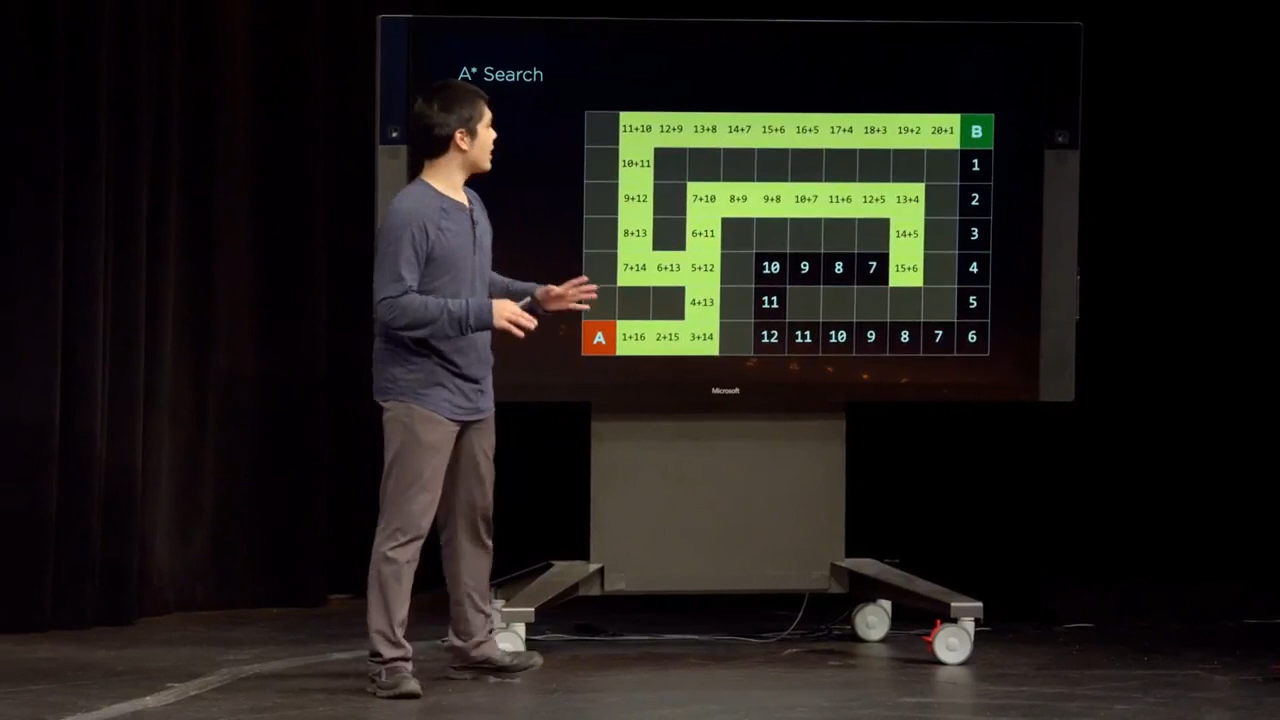 A* Search
11+10 12+9 13+8 14+7 15+6 16+5 17+4 18+3 19+2 20+1 B
10+11 1
9+12 7+10 8+9 9+8 10+7 11+6 12+5 13+4 2
8+13 6+11 14+5 3
7+14 6+13 5+12 10 9 8 7 15+6 4
4+13 11 5
A 1+16 2+15 3+14 12 11 10 9 8 7 6
Microsoft